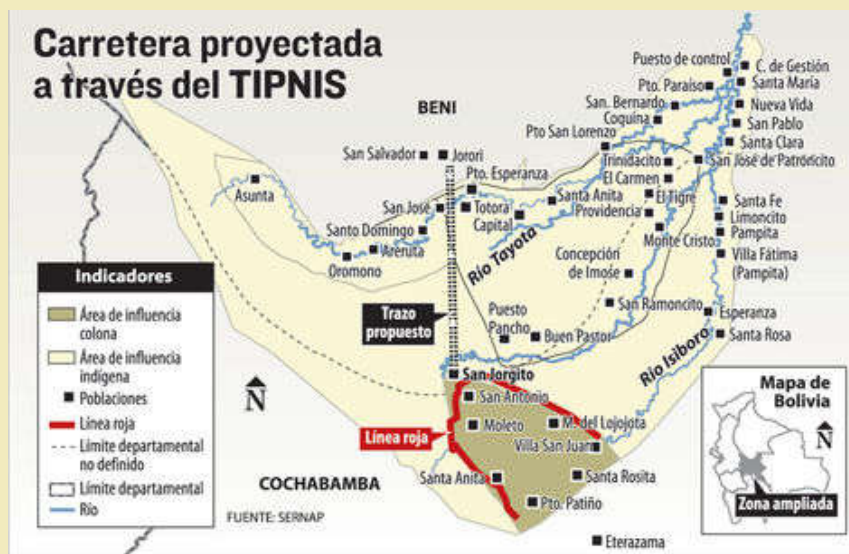 Carretera proyectada
a través del TIPNIS
BENI
Puesto de control
C. de Gestión
Pto. Paraíso
Santa María
San. Bernardo
Nueva Vida
Coquina
San Pablo
Pto San Lorenzo
Santa Clara
San Salvador
Jorori
Trinidacito
San José de Patrocicito
Pto. Esperanza
El Carmen
Asunta
Santa Anita
El Tigre
San José
Totora
Capital
Providencia
Santa Fe
Limoncito
Santo Domingo
Pampita
Areruta
Río Tayota
Monte Cristo
Oromono
Concepción
de Imose
Villa Fátima
(Pampita)
Indicadores
Área de influencia
colona
Área de influencia
indígena
Poblaciones
Línea roja
Límite departamental
no definido
Límite departamental
Río
Trazo
propuesto
Puesto
Pancho
Buen Pastor
San Ramoncito
Esperanza
Santa Rosa
Río Isiboro
San Jorgito
N
San Antonio
Línea roja
Moleto
M. del Lojojota
Villa San Juan
Santa Anita
Santa Rosita
COCHABAMBA
Pto. Patiño
FUENTE: SERNAP
Eterazama
Mapa de
Bolivia
N
Zona ampliada